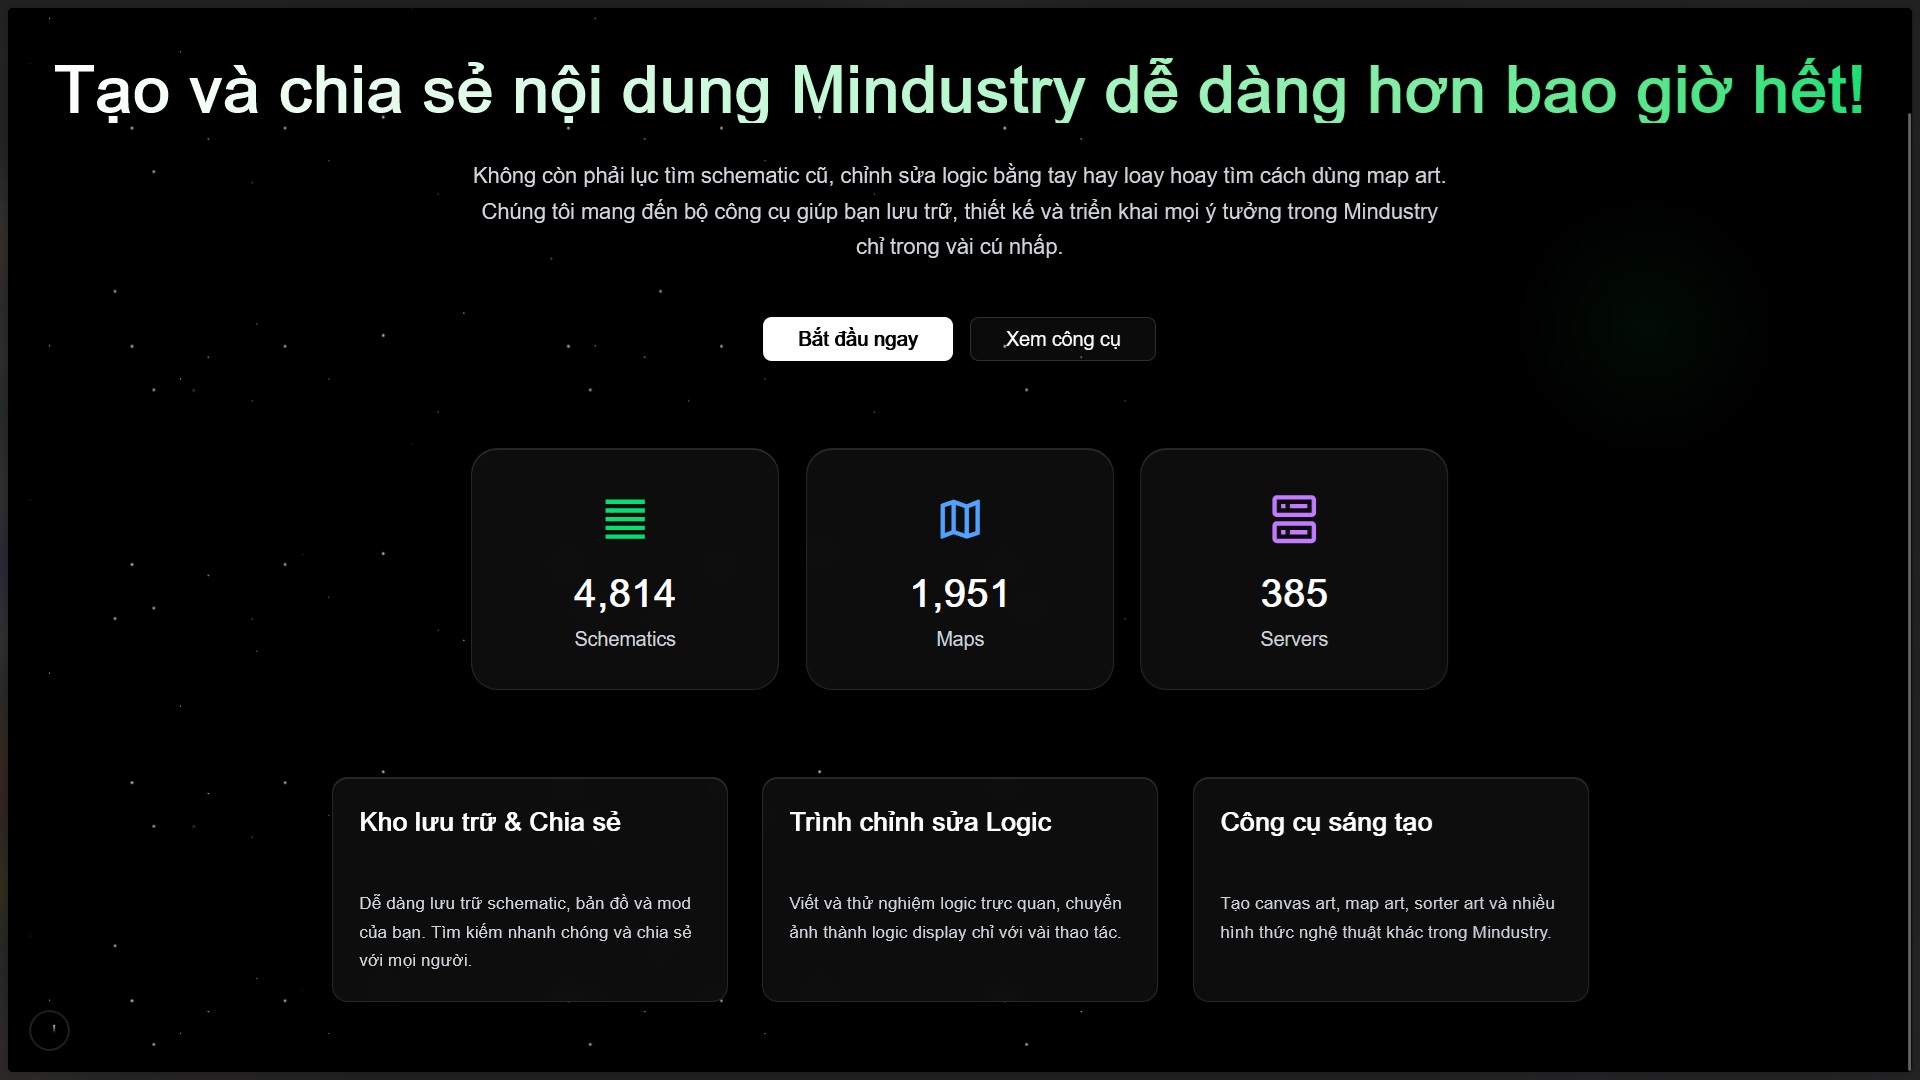 Tạo và chia sẻ nội dung Mindustry dễ dàng hơn bao giờ hết!
Không còn phải lục tìm schematic cũ, chỉnh sửa logic bằng tay hay loay hoay tìm cách dùng map art.
Chúng tôi mang đến bộ công cụ giúp bạn lưu trữ, thiết kế và triển khai mọi ý tưởng trong Mindustry
chỉ trong vài cú nhấp.
Bắt đầu ngay
Xem công cụ
4,814
Schematics
1,951
Maps
385
Servers
Kho lưu trữ & Chia sẻ
Dễ dàng lưu trữ schematic, bản đồ và mod
của bạn. Tìm kiếm nhanh chóng và chia sẻ
với mọi người.
Trình chỉnh sửa Logic
Viết và thử nghiệm logic trực quan, chuyển
ảnh thành logic display chỉ với vài thao tác.
Công cụ sáng tạo
Tạo canvas art, map art, sorter art và nhiều
hình thức nghệ thuật khác trong Mindustry.